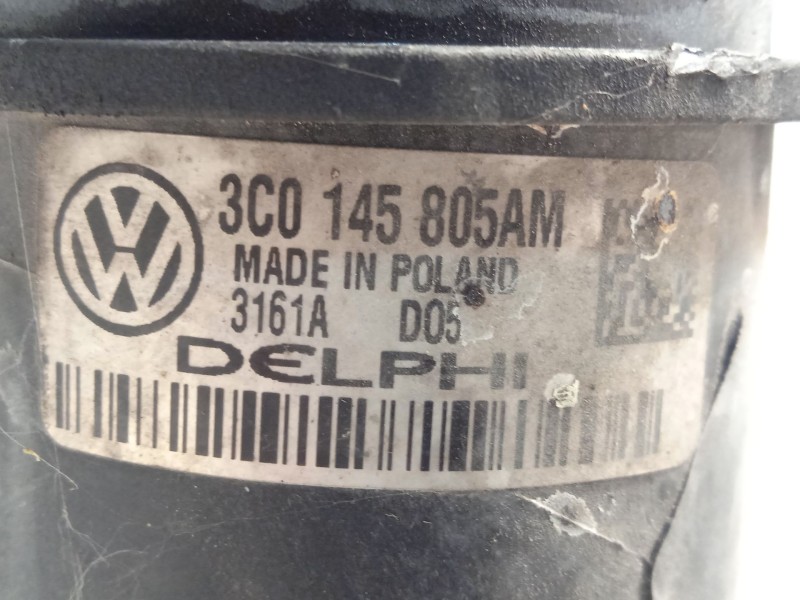 3C0 145 805AM
MADE IN POLAND
3161A D05
DELPHI